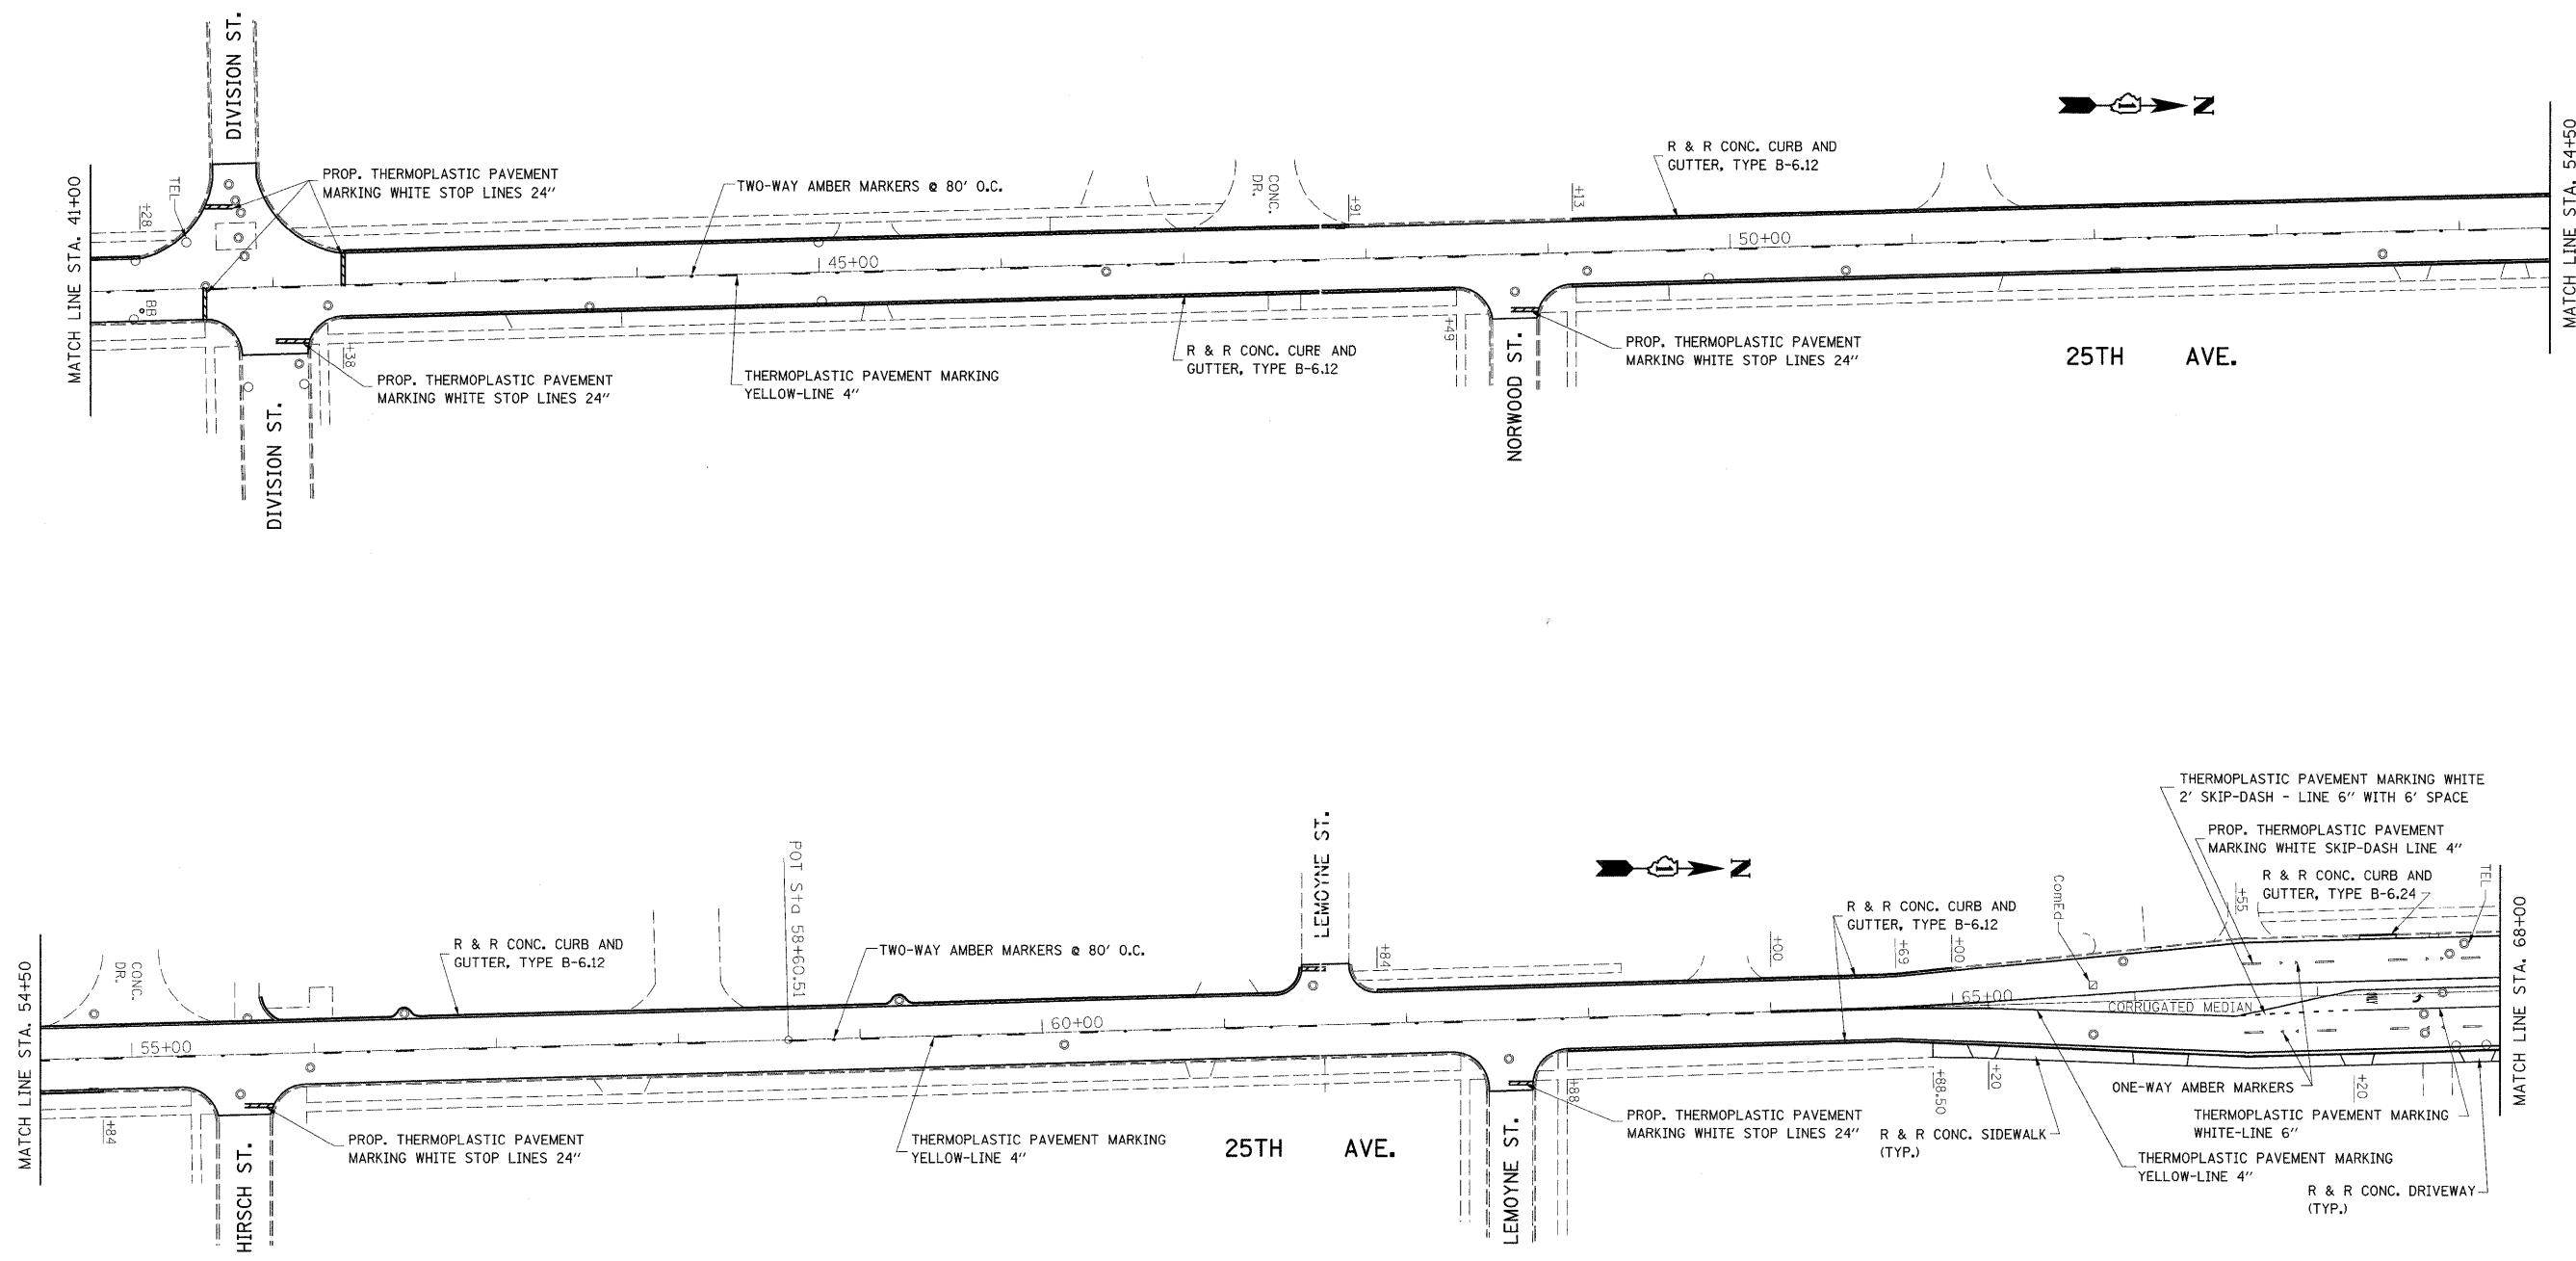 DIVISION ST.
N
MATCH LINE STA. 41+00
MATCH LINE STA. 54+50
TEL
+28
PROP. THERMOPLASTIC PAVEMENT
MARKING WHITE STOP LINES 24"
TWO-WAY AMBER MARKERS @ 80' O.C.
CONC.
DR.
+91
+13
R & R CONC. CURB AND
GUTTER, TYPE B-6.12
45+00
50+00
BB
+38
+49
PROP. THERMOPLASTIC PAVEMENT
MARKING WHITE STOP LINES 24"
THERMOPLASTIC PAVEMENT MARKING
YELLOW-LINE 4"
R & R CONC. CURE AND
GUTTER, TYPE B-6.12
PROP. THERMOPLASTIC PAVEMENT
MARKING WHITE STOP LINES 24"
25TH AVE.
DIVISION ST.
NORWOOD ST.
THERMOPLASTIC PAVEMENT MARKING WHITE
2' SKIP-DASH - LINE 6" WITH 6' SPACE
PROP. THERMOPLASTIC PAVEMENT
MARKING WHITE SKIP-DASH LINE 4"
R & R CONC. CURB AND
GUTTER, TYPE B-6.24
TEL
MATCH LINE STA. 54+50
MATCH LINE STA. 68+00
CONC.
DR.
R & R CONC. CURB AND
GUTTER, TYPE B-6.12
POT Sta 58+60.51
TWO-WAY AMBER MARKERS @ 80' O.C.
LEMOYNE ST.
+84
N
R & R CONC. CURB AND
GUTTER, TYPE B-6.12
+00
+69
+00
ComEd
+55
55+00
60+00
65+00
CORRUGATED MEDIAN
+84
+88
+88.50
+20
+20
ONE-WAY AMBER MARKERS
PROP. THERMOPLASTIC PAVEMENT
MARKING WHITE STOP LINES 24"
THERMOPLASTIC PAVEMENT MARKING
YELLOW-LINE 4"
25TH AVE.
PROP. THERMOPLASTIC PAVEMENT
MARKING WHITE STOP LINES 24"
R & R CONC. SIDEWALK
(TYP.)
THERMOPLASTIC PAVEMENT MARKING
WHITE-LINE 6"
THERMOPLASTIC PAVEMENT MARKING
YELLOW-LINE 4"
R & R CONC. DRIVEWAY
(TYP.)
HIRSCH ST.
LEMOYNE ST.